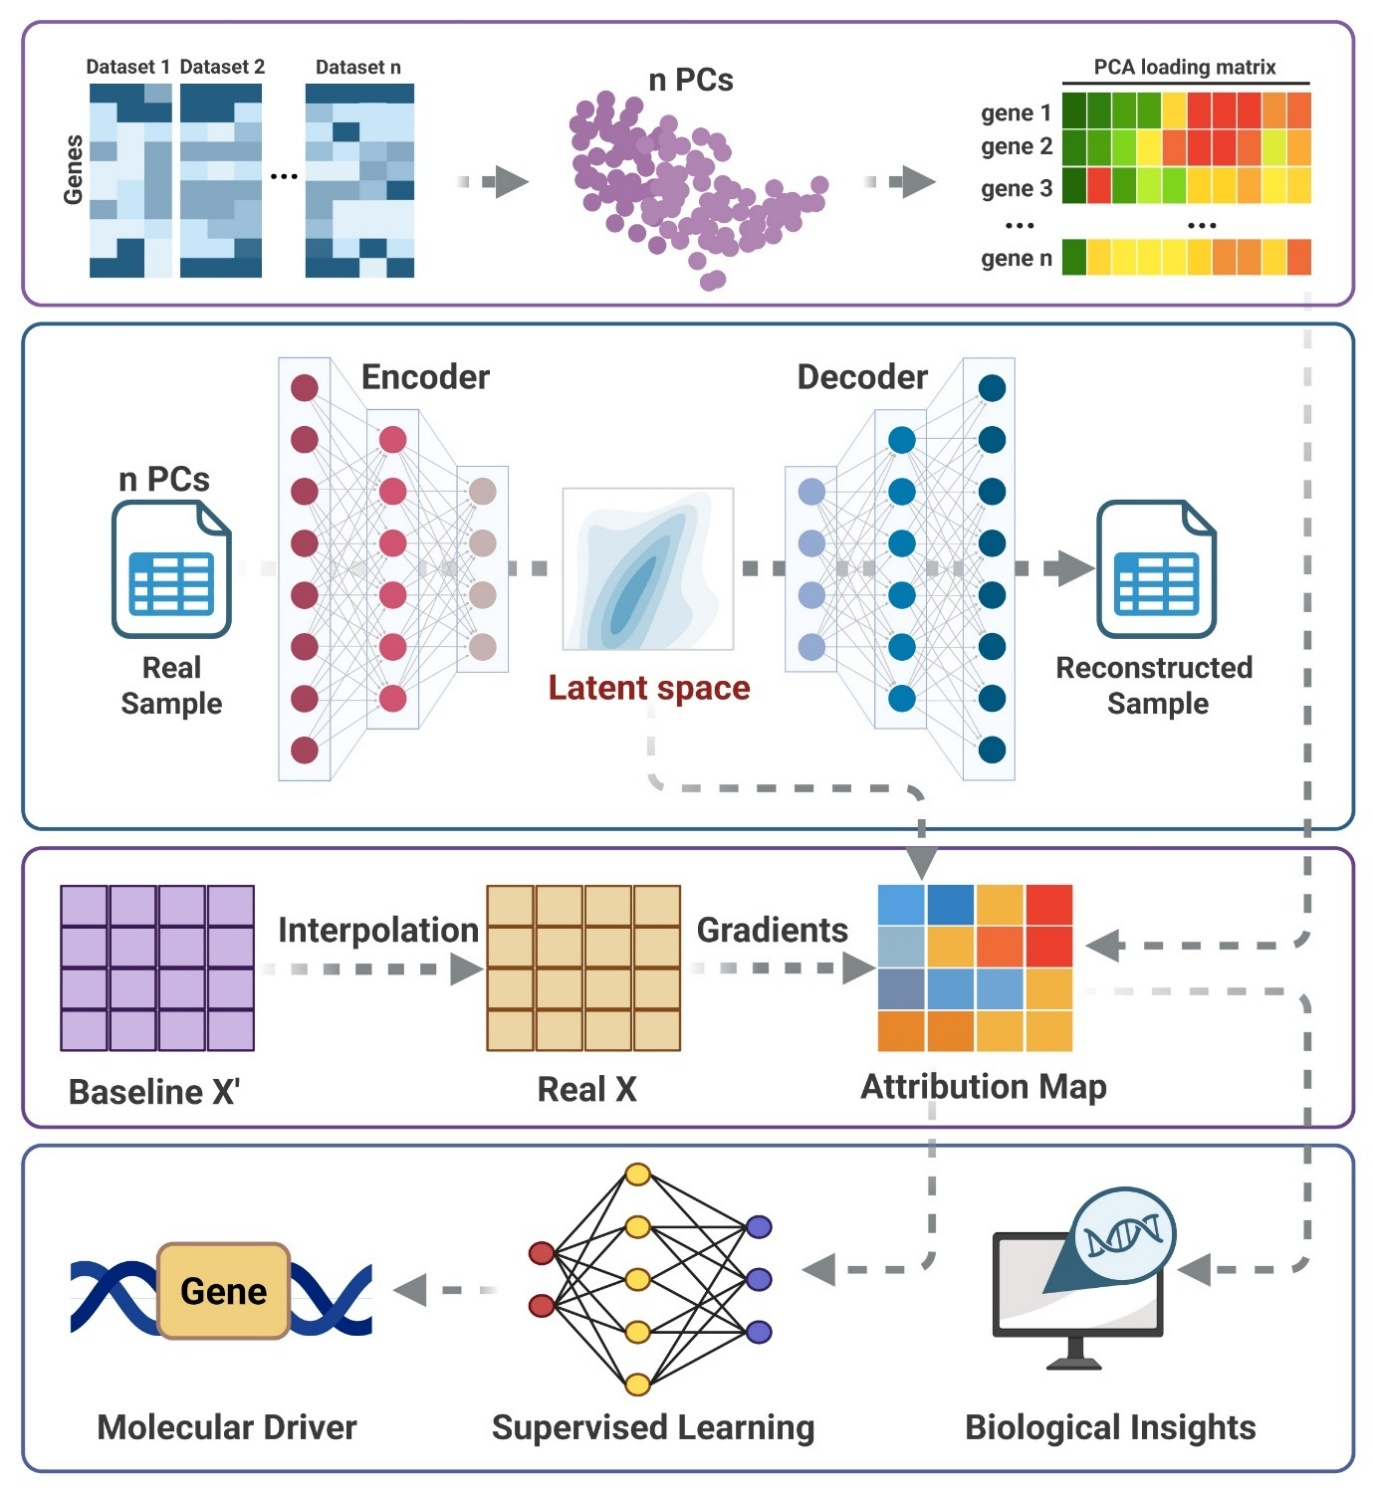 Dataset 1 Dataset 2 Dataset n
Genes
...
n PCs
PCA loading matrix
gene 1
gene 2
gene 3
... ...
gene n
Encoder
Decoder
n PCs
Real
Sample
Latent space
Reconstructed
Sample
Interpolation
Gradients
Baseline X'
Real X
Attribution Map
Gene
Molecular Driver
Supervised Learning
Biological Insights